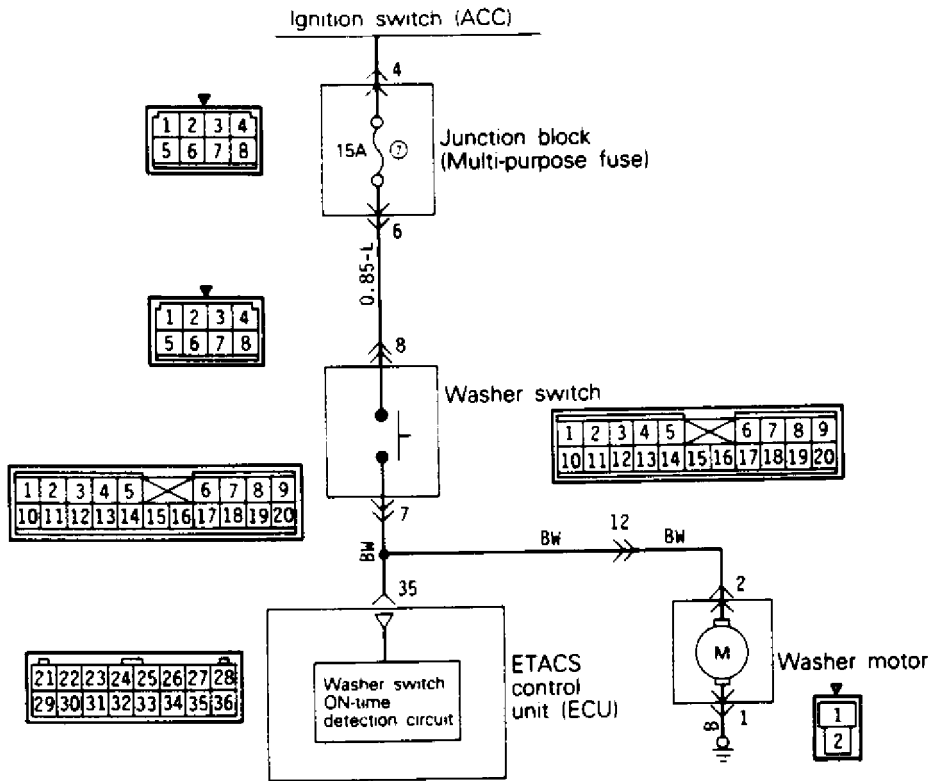 Ignition switch (ACC)
4
1 2 3 4
5 6 7 8
15A 7
Junction block
(Multi-purpose fuse)
6
0.85-L
1 2 3 4
5 6 7 8
8
Washer switch
1 2 3 4 5 6 7 8 9
10 11 12 13 14 15 16 17 18 19 20
1 2 3 4 5 6 7 8 9
10 11 12 13 14 15 16 17 18 19 20
7
BW
BW 12 BW
35
2
21 22 23 24 25 26 27 28
29 30 31 32 33 34 35 36
Washer switch
ON-time
detection circuit
ETACS
control
unit (ECU)
M
Washer motor
1
B
1
2